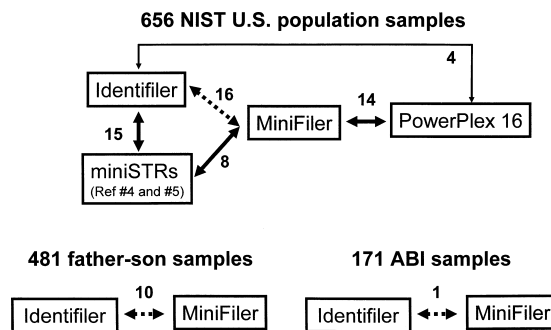 656 NIST U.S. population samples
4
Identifiler
16
14
MiniFiler
PowerPlex 16
15
8
miniSTRs
(Ref #4 and #5)
481 father-son samples
171 ABI samples
10
1
Identifiler
MiniFiler
Identifiler
MiniFiler